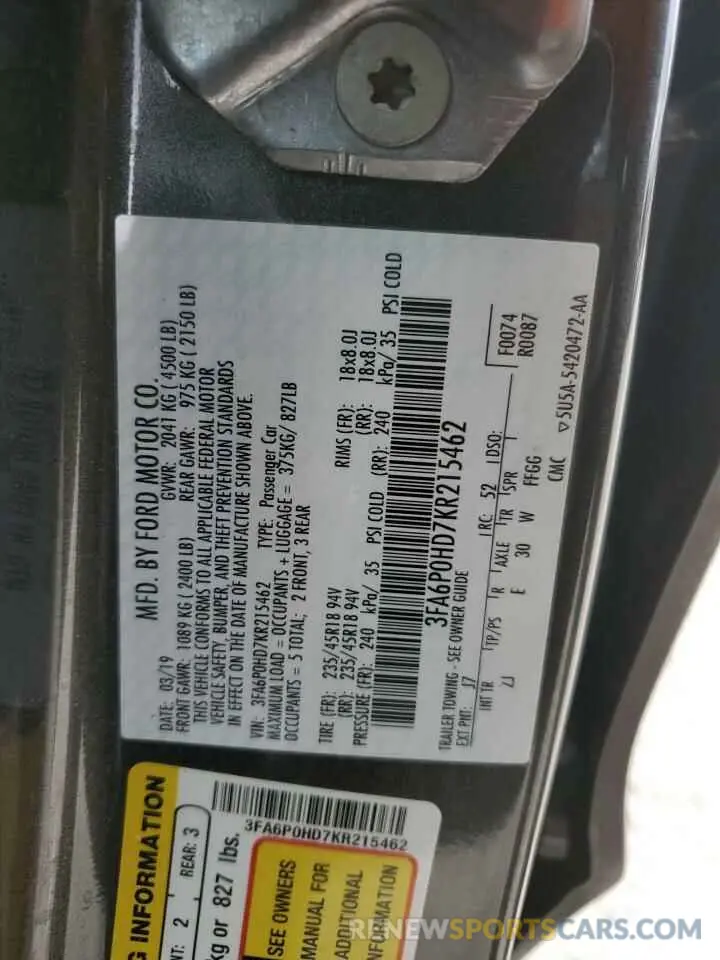 MFD. BY FORD MOTOR CO.
DATE: 03/19 GVWR: 2041 KG ( 4500 LB)
FRONT GAWR: 1089 KG ( 2400 LB) REAR GAWR: 975 KG ( 2150 LB)
THIS VEHICLE CONFORMS TO ALL APPLICABLE FEDERAL MOTOR
VEHICLE SAFETY, BUMPER, AND THEFT PREVENTION STANDARDS
IN EFFECT ON THE DATE OF MANUFACTURE SHOWN ABOVE.
VIN: 3FA6P0HD7KR215462 TYPE: Passenger Car
MAXIMUM LOAD = OCCUPANTS + LUGGAGE = 375KG/ 827LB
OCCUPANTS = 5 TOTAL: 2 FRONT, 3 REAR
TIRE (FR): 235/45R18 94V RIMS (FR): 18x8.0J
(RR): 235/45R18 94V (RR): 18x8.0J
PRESSURE (FR): 240 kPa/ 35 PSI COLD (RR): 240 kPa/ 35 PSI COLD
3FA6P0HD7KR215462
TRAILER TOWING - SEE OWNER GUIDE
EXT PNT: J7 RC: 52 DSO: F0074
R0087
INT TR TP/PS R AXLE TR SPR
ZJ E 30 W FFGG
CMC ▽5U5A-5420472-AA
G INFORMATION
NT: 2 REAR: 3
kg or 827 lbs.
3FA6P0HD7KR215462
SEE OWNERS
MANUAL FOR
ADDITIONAL
INFORMATION
RENEWSPORTSCARS.COM